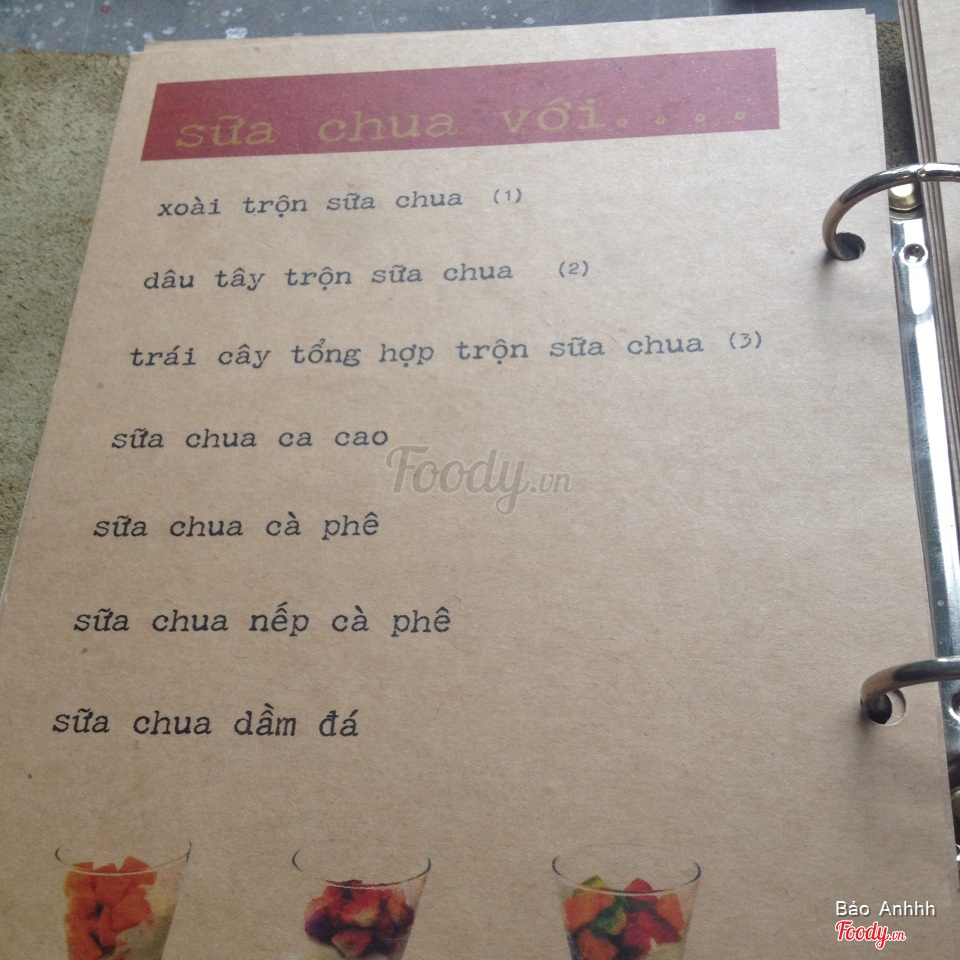 sữa chua với....
xoài trộn sữa chua (1)
dâu tây trộn sữa chua (2)
trái cây tổng hợp trộn sữa chua (3)
sữa chua ca cao
Foody.vn
sữa chua cà phê
sữa chua nếp cà phê
sữa chua dầm đá
Bảo Anhhh
Foody.vn